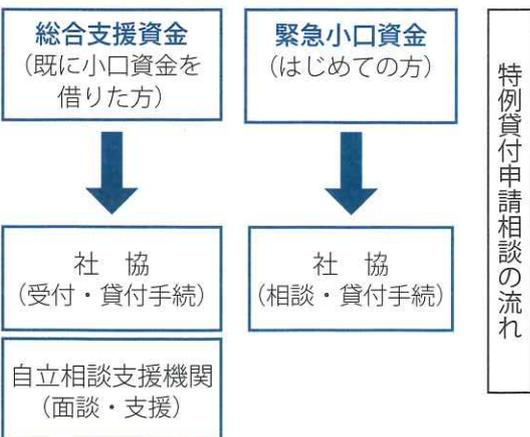 特例貸付申請相談の流れ
総合支援資金
（既に小口資金を
借りた方）
緊急小口資金
（はじめての方）
社　協
（受付・貸付手続）
社　協
（相談・貸付手続）
自立相談支援機関
（面談・支援）